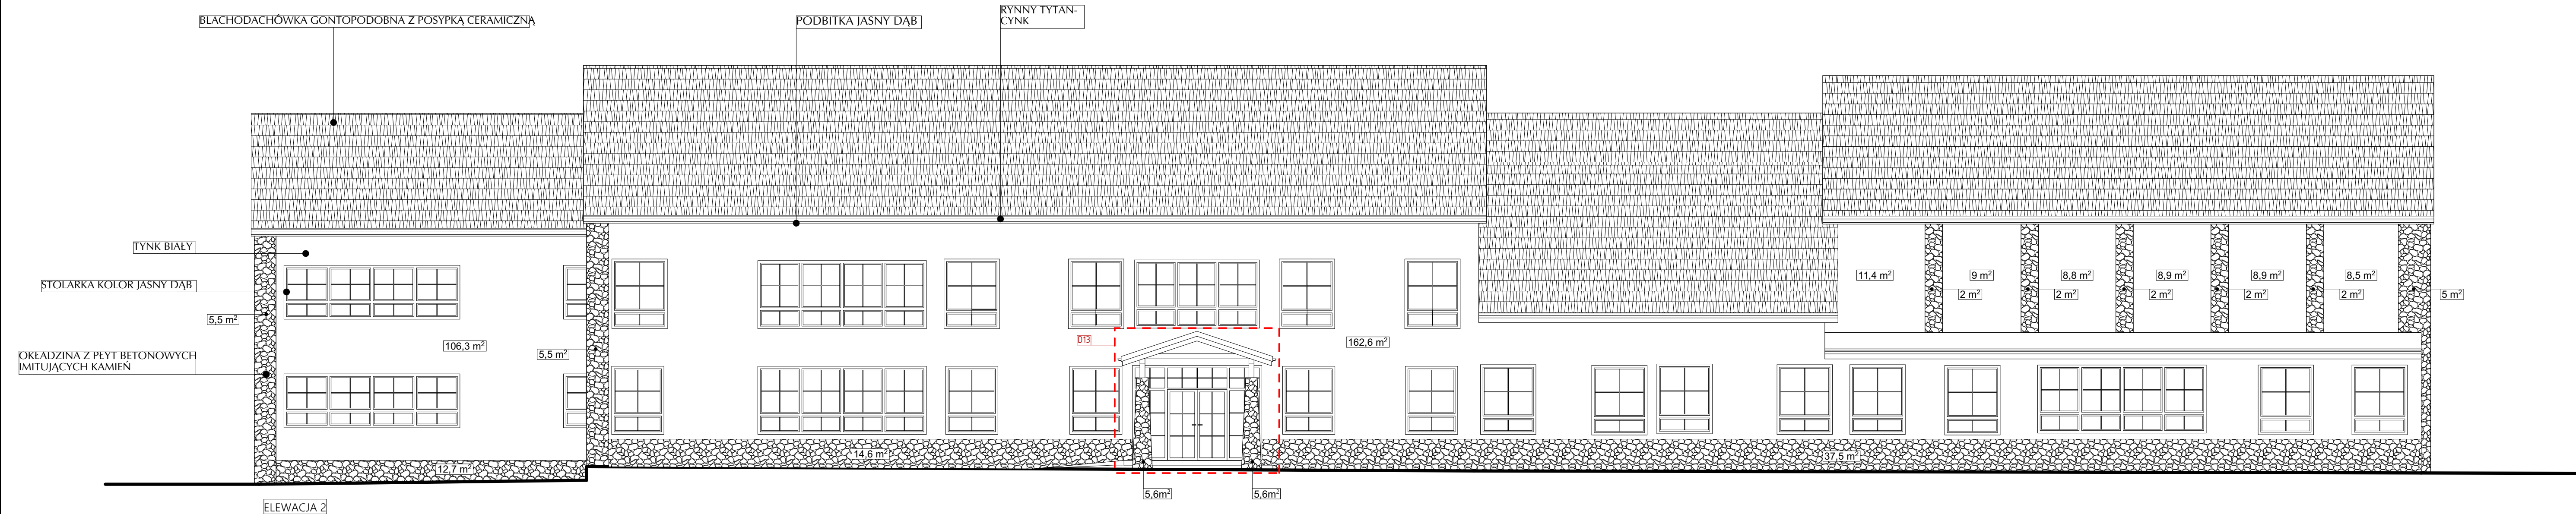 BLACHODACHÓWKA GONTOPODOBNA Z POSYPKĄ CERAMICZNĄ
PODBITKA JASNY DĄB
RYNNY TYTAN-
CYNK
TYNK BIAŁY
STOLARKA KOLOR JASNY DĄB
5,5 m²
OKŁADZINA Z PŁYT BETONOWYCH
IMITUJĄCYCH KAMIEŃ
106,3 m²
5,5 m²
12,7 m²
14,6 m²
D13
162,6 m²
5,6m²
5,6m²
11,4 m²
9 m²
8,8 m²
8,9 m²
8,9 m²
8,5 m²
2 m²
2 m²
2 m²
2 m²
2 m²
5 m²
37,5 m²
ELEWACJA 2